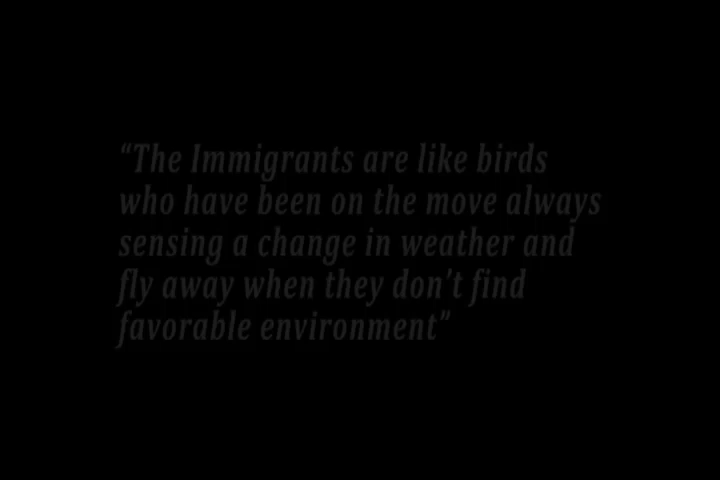 “The Immigrants are like birds
who have been on the move always
sensing a change in weather and
fly away when they don’t find
favorable environment”